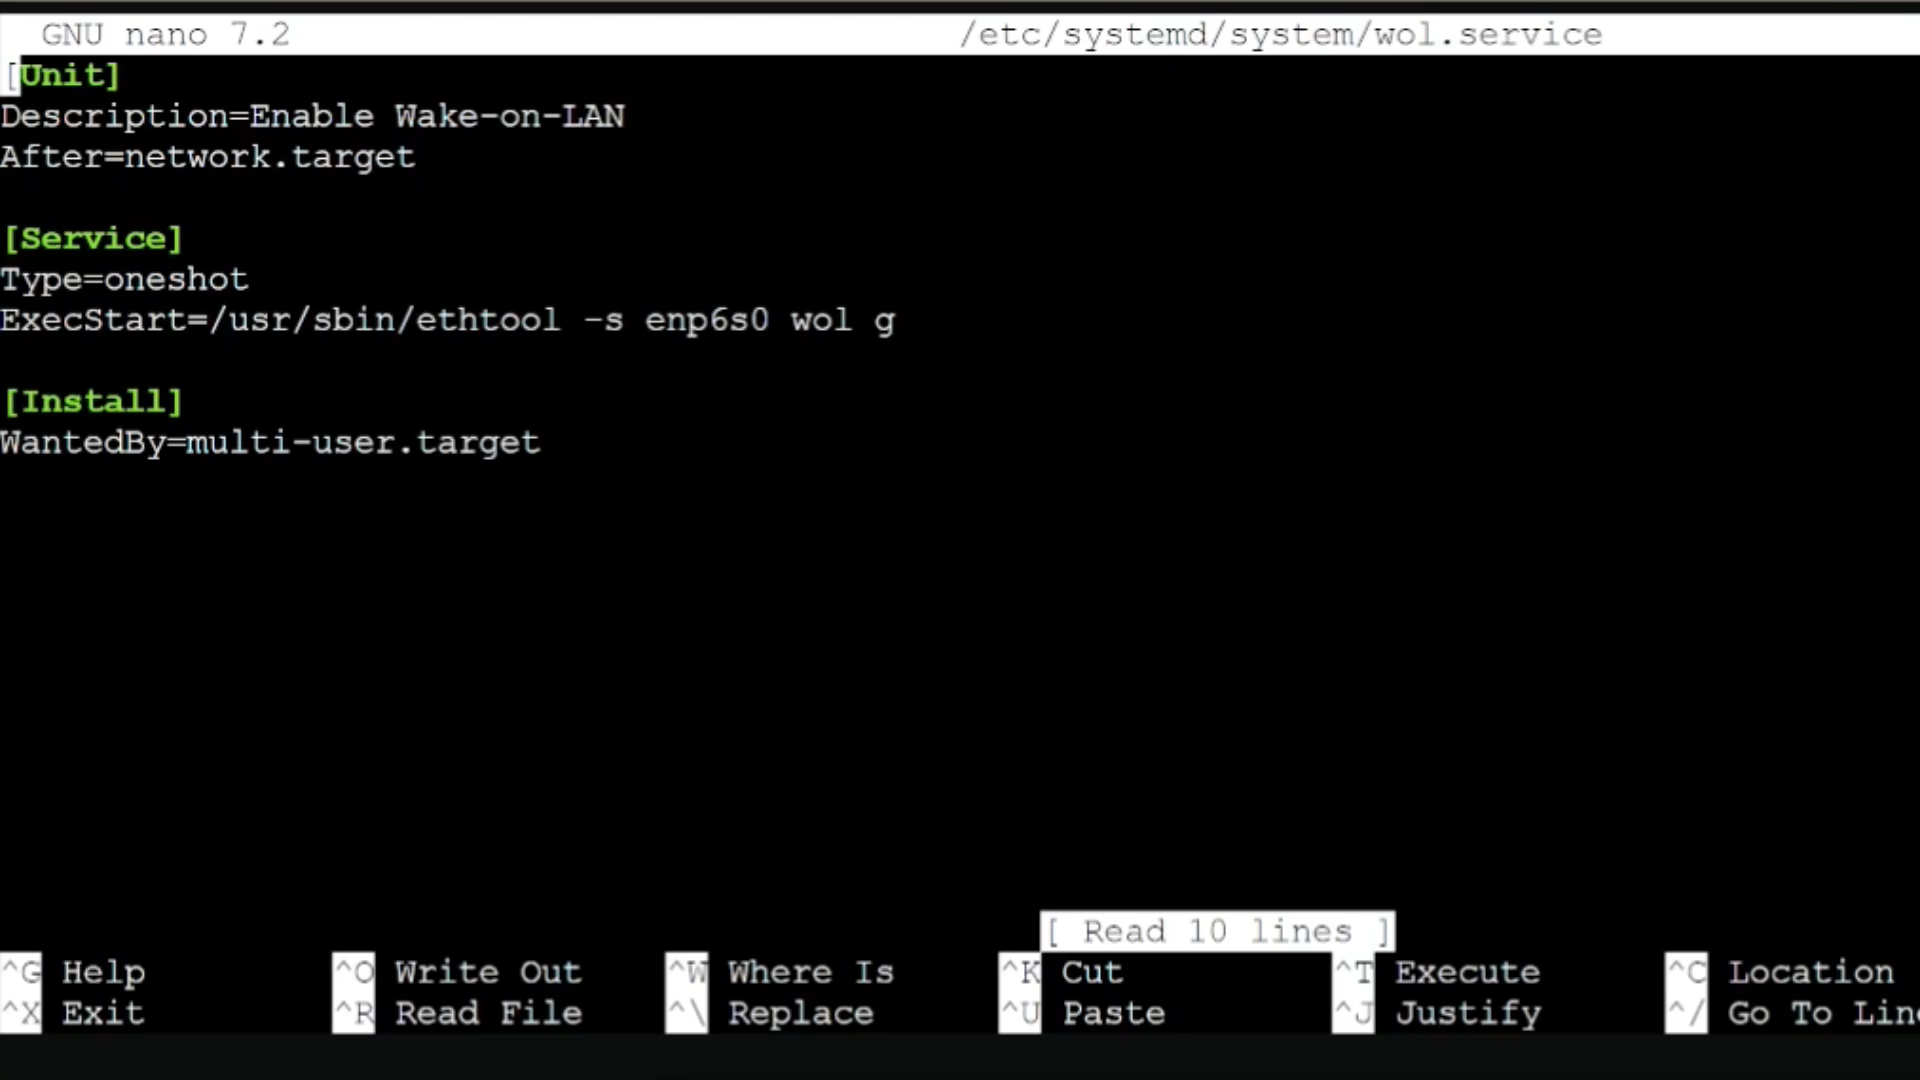 GNU nano 7.2 /etc/systemd/system/wol.service
[Unit]
Description=Enable Wake-on-LAN
After=network.target
[Service]
Type=oneshot
ExecStart=/usr/sbin/ethtool -s enp6s0 wol g
[Install]
WantedBy=multi-user.target
[ Read 10 lines ]
^G Help ^O Write Out ^W Where Is ^K Cut ^T Execute ^C Location
^X Exit ^R Read File ^\ Replace ^U Paste ^J Justify ^/ Go To Lin